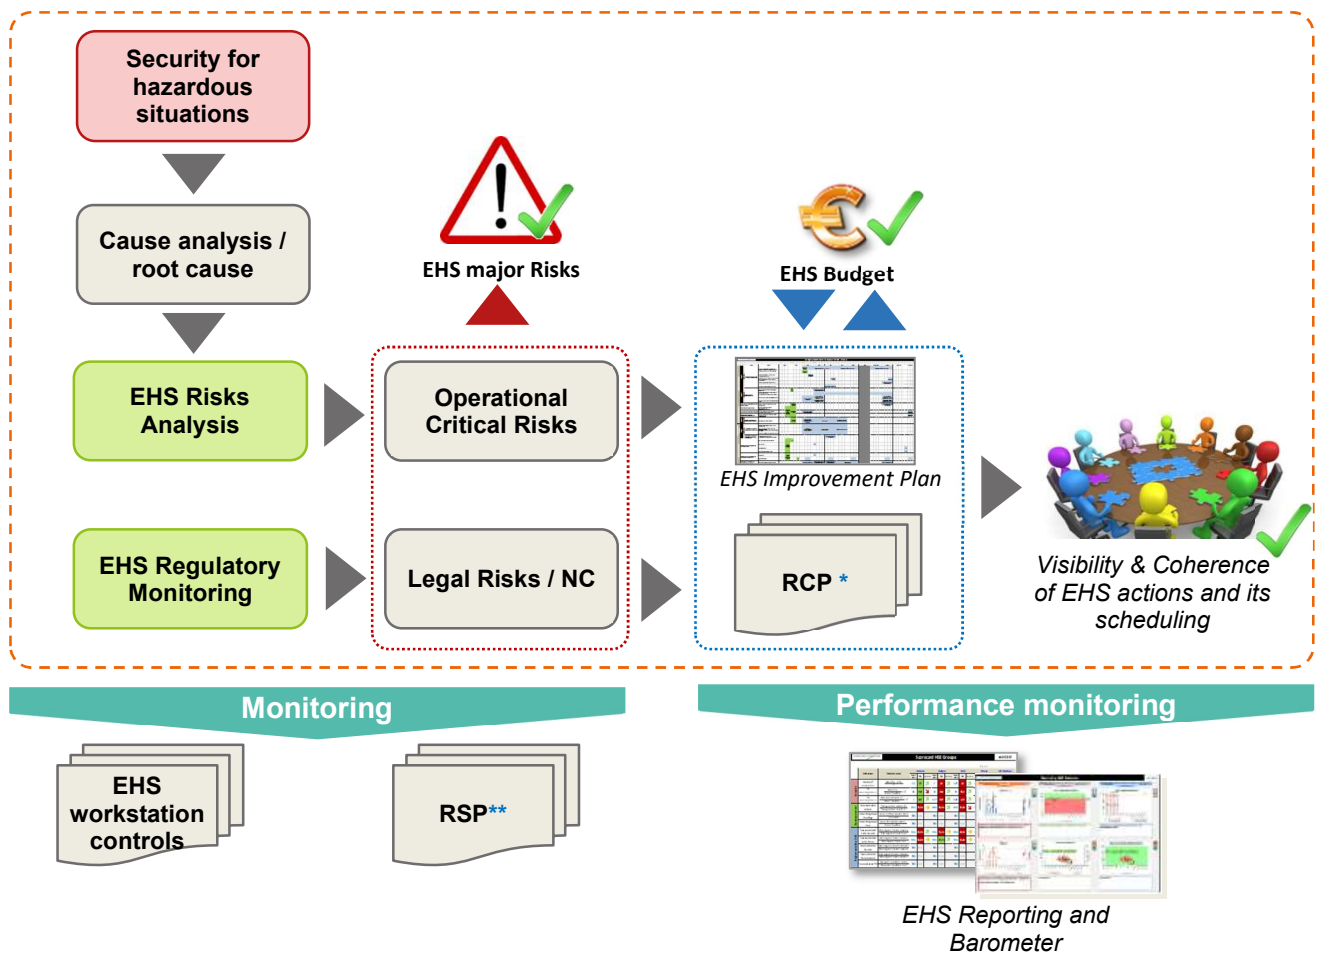 Security for
hazardous
situations
Cause analysis /
root cause
EHS major Risks
EHS Budget
EHS Risks
Analysis
Operational
Critical Risks
EHS Improvement Plan
EHS Regulatory
Monitoring
Legal Risks / NC
RCP *
Visibility & Coherence
of EHS actions and its
scheduling
Monitoring
Performance monitoring
EHS
workstation
controls
RSP**
EHS Reporting and
Barometer